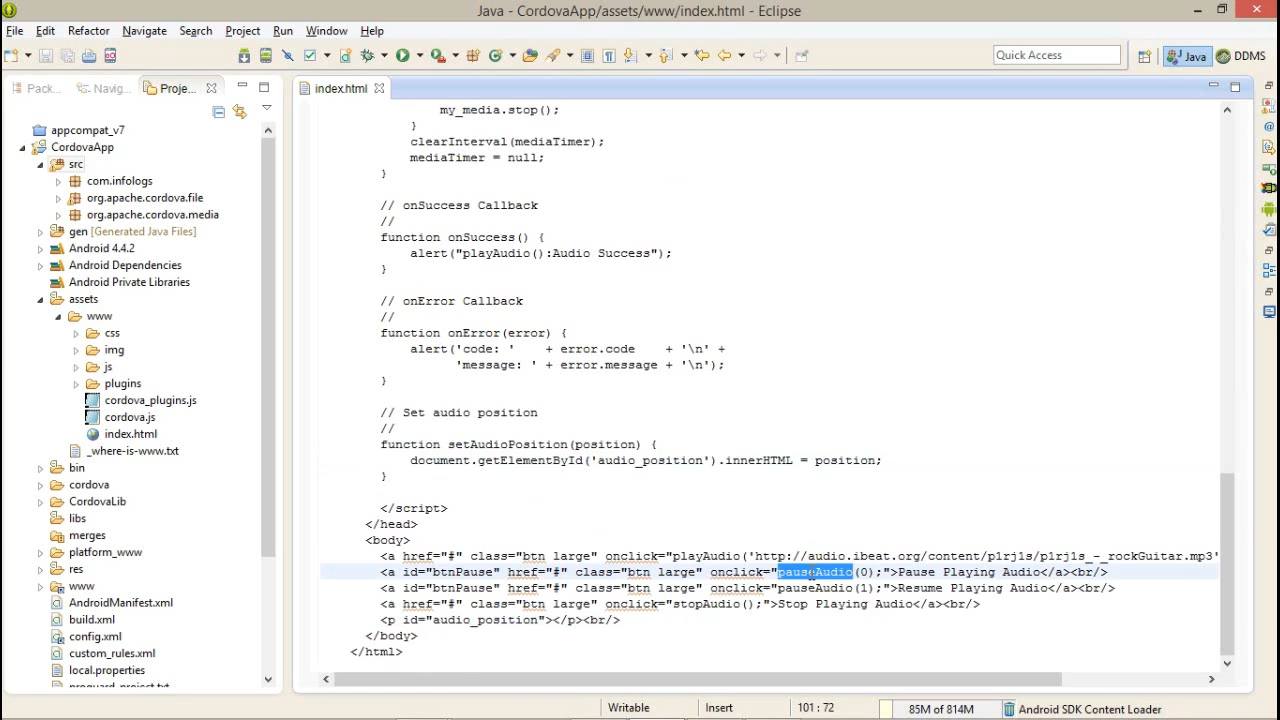 Java - CordovaApp/assets/www/index.html - Eclipse
File Edit Refactor Navigate Search Project Run Window Help
Quick Access
Java
DDMS
Pack...
Navig...
Proje...
index.html
appcompat_v7
CordovaApp
src
com.infologs
org.apache.cordova.file
org.apache.cordova.media
gen [Generated Java Files]
Android 4.4.2
Android Dependencies
Android Private Libraries
assets
www
css
img
js
plugins
cordova_plugins.js
cordova.js
index.html
_where-is-www.txt
bin
cordova
CordovaLib
libs
merges
platform_www
res
www
AndroidManifest.xml
build.xml
config.xml
custom_rules.xml
local.properties
proguard_project.txt
my_media.stop();
}
clearInterval(mediaTimer);
mediaTimer = null;
}
// onSuccess Callback
//
function onSuccess() {
alert("playAudio():Audio Success");
}
// onError Callback
//
function onError(error) {
alert('code: ' + error.code + '\n' +
'message: ' + error.message + '\n');
}
// Set audio position
//
function setAudioPosition(position) {
document.getElementById('audio_position').innerHTML = position;
}
</script>
</head>
<body>
<a href="#" class="btn large" onclick="playAudio('http://audio.ibeat.org/content/p1rj1s/p1rj1s_-_rockGuitar.mp3'
<a id="btnPause" href="#" class="btn large" onclick="pauseAudio(0);">Pause Playing Audio</a><br/>
<a id="btnPause" href="#" class="btn large" onclick="pauseAudio(1);">Resume Playing Audio</a><br/>
<a href="#" class="btn large" onclick="stopAudio();">Stop Playing Audio</a><br/>
<p id="audio_position"></p><br/>
</body>
</html>
Writable
Insert
101 : 72
85M of 814M
Android SDK Content Loader